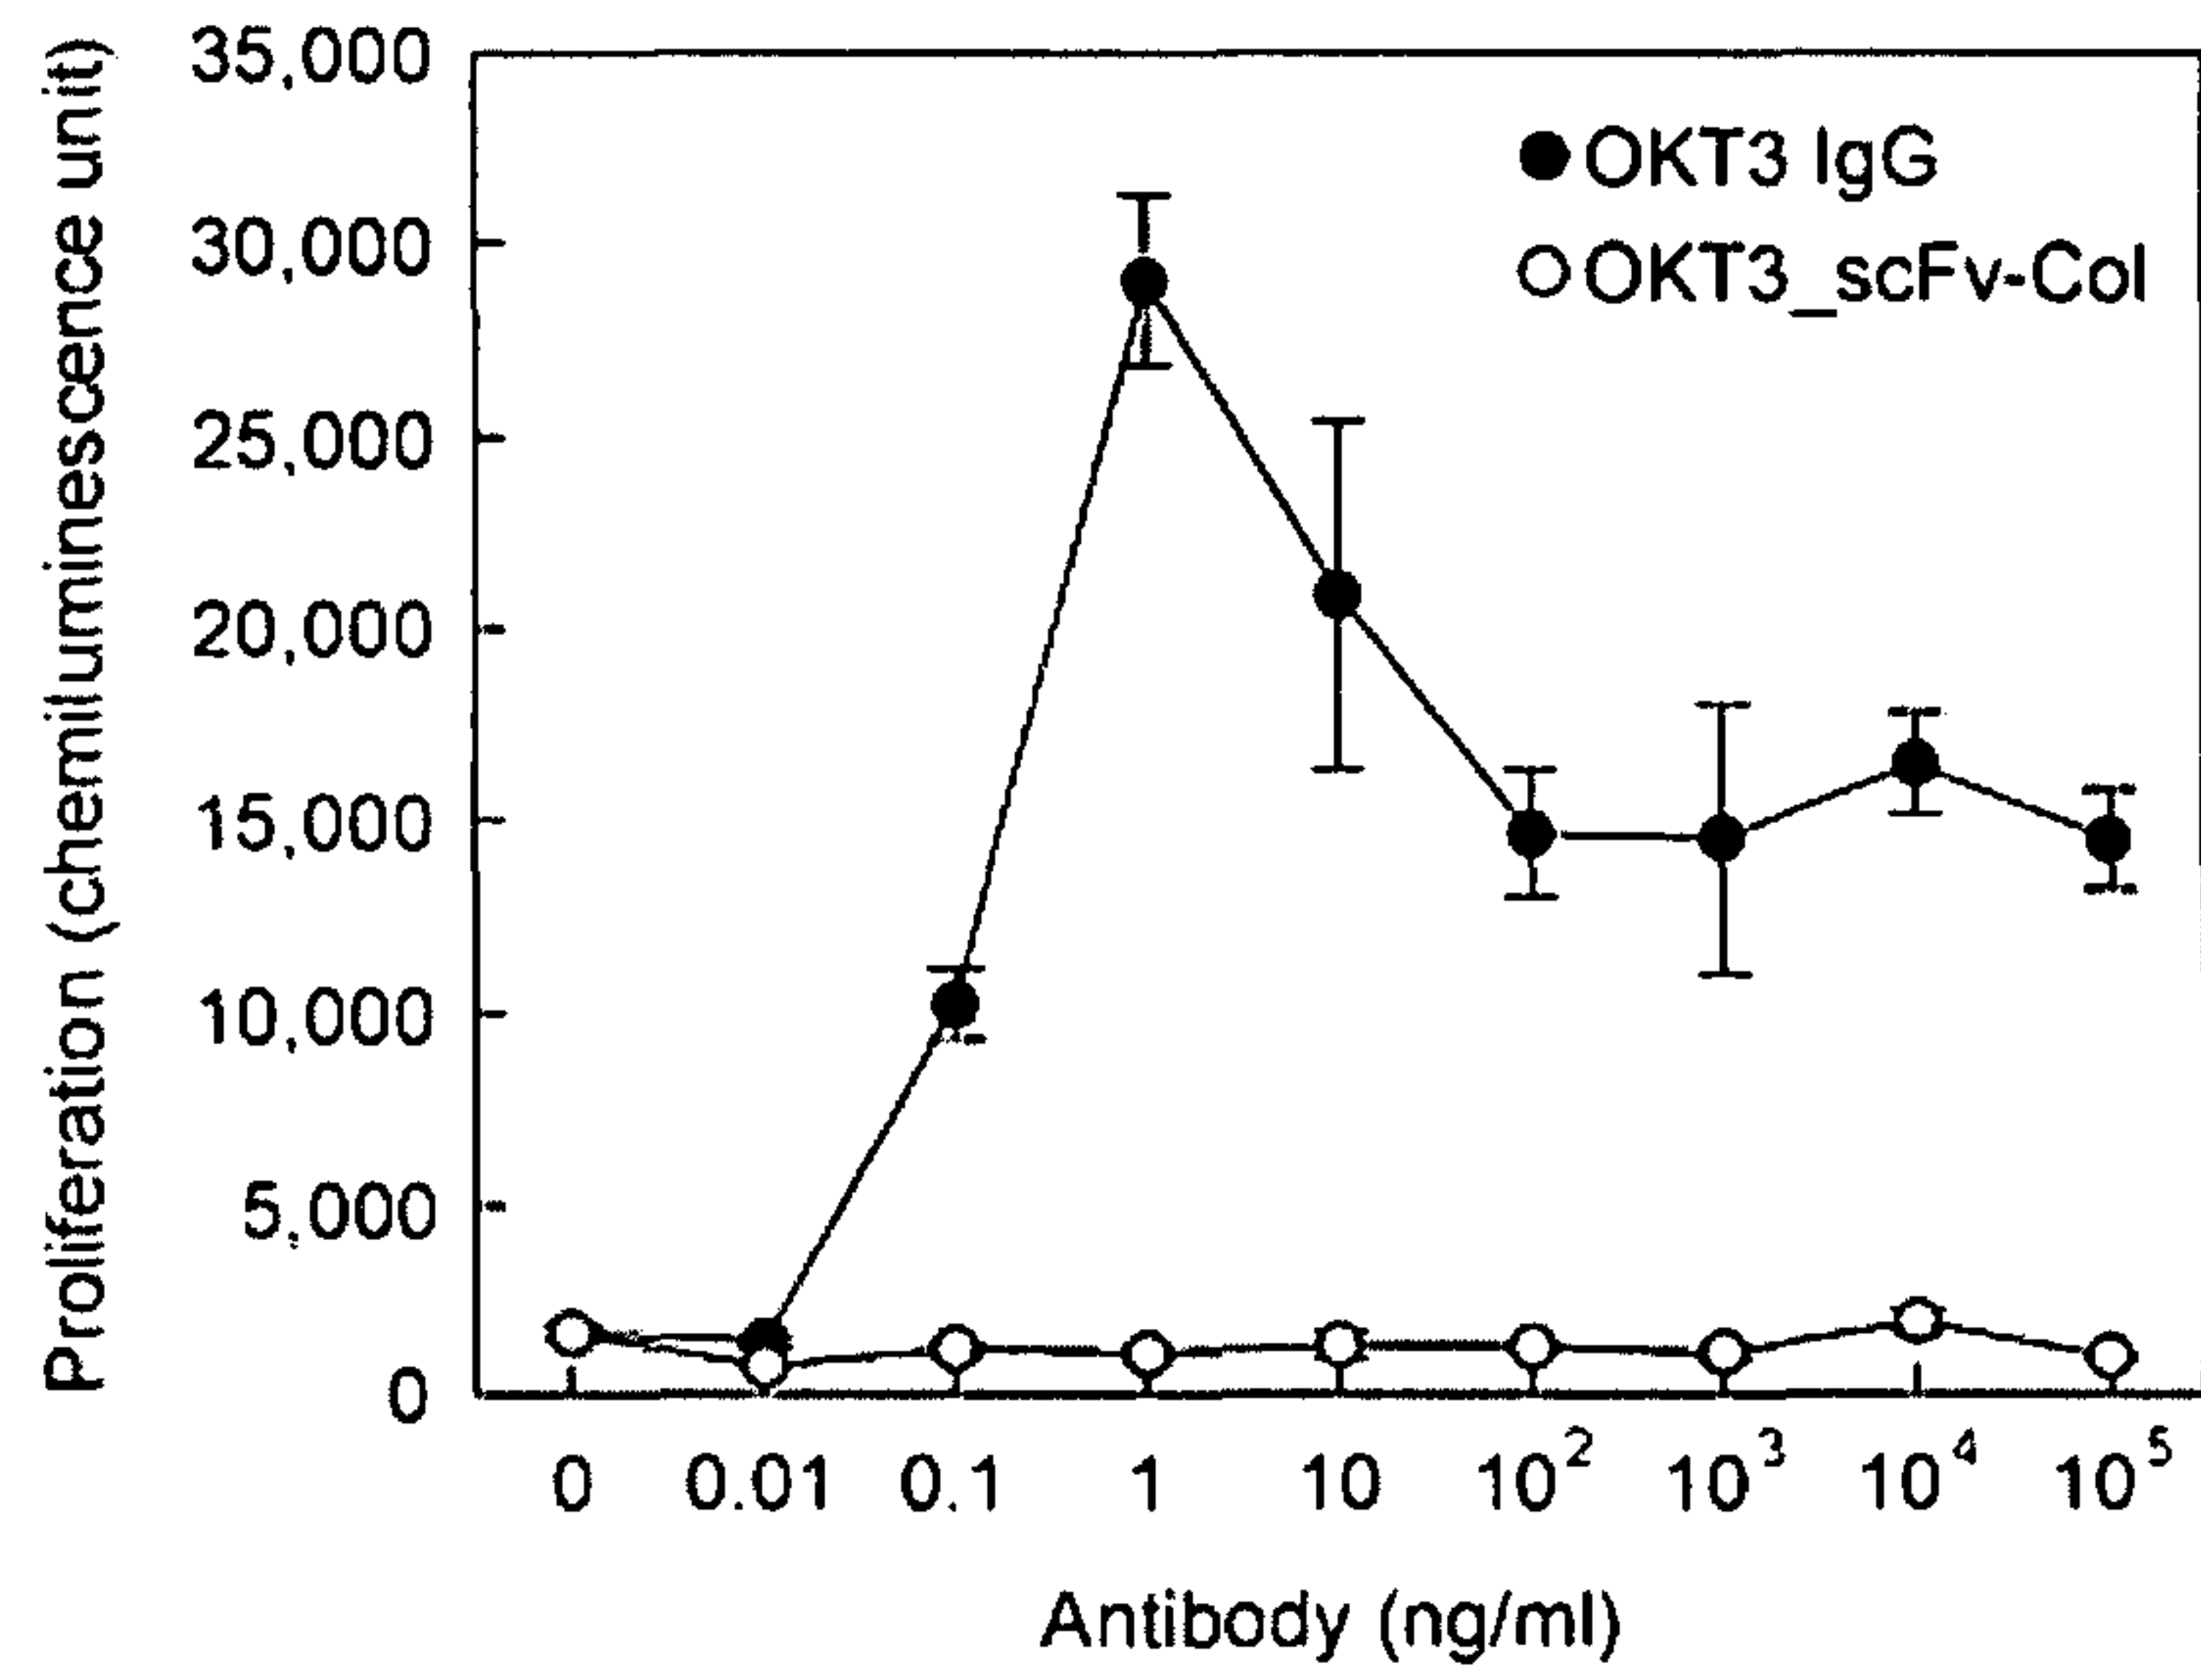 Proliferation (chemiluminescence unit)
35,000
30,000
25,000
20,000
15,000
10,000
5,000
0
OKT3 IgG
OKT3_scFv-Col
0 0.01 0.1 1 10 10² 10³ 10⁴ 10⁵
Antibody (ng/ml)